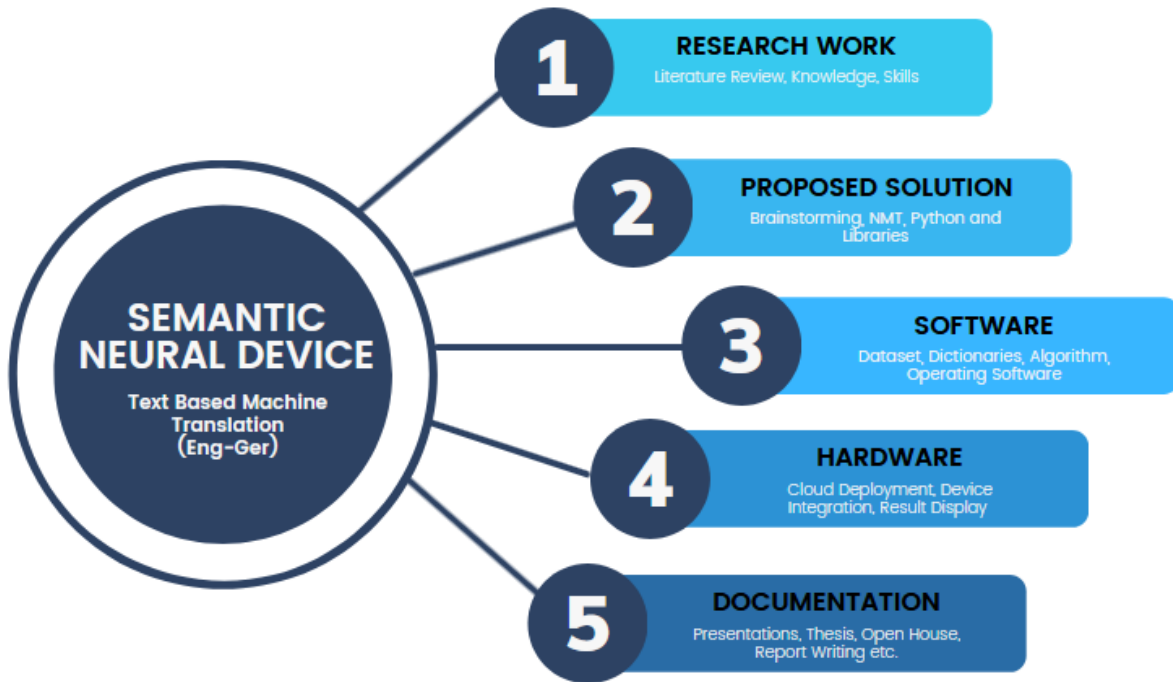 SEMANTIC
NEURAL DEVICE
Text Based Machine
Translation
(Eng-Ger)
1
RESEARCH WORK
Literature Review, Knowledge, Skills
2
PROPOSED SOLUTION
Brainstorming, NMT, Python and
Libraries
3
SOFTWARE
Dataset, Dictionaries, Algorithm,
Operating Software
4
HARDWARE
Cloud Deployment, Device
Integration, Result Display
5
DOCUMENTATION
Presentations, Thesis, Open House,
Report Writing etc.